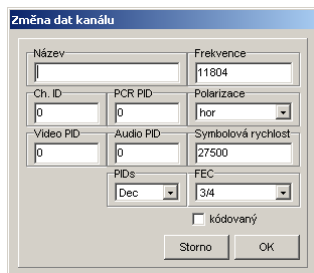 Změna dat kanálu
Název Frekvence
11804
Ch. ID PCR PID Polarizace
0 0 hor
Video PID Audio PID Symbolová rychlost
0 0 27500
PIDs FEC
Dec 3/4
kódovaný
Storno OK